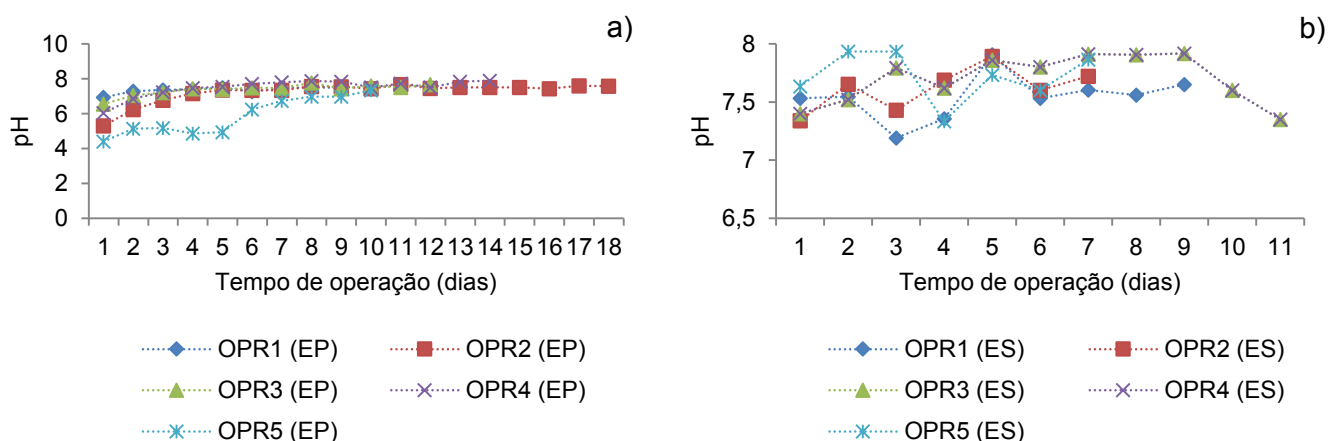 a)
10
8
6
4
2
0
pH
1 2 3 4 5 6 7 8 9 10 11 12 13 14 15 16 17 18
Tempo de operação (dias)
OPR1 (EP) OPR2 (EP)
OPR3 (EP) OPR4 (EP)
OPR5 (EP)
b)
8
7,5
7
6,5
pH
1 2 3 4 5 6 7 8 9 10 11
Tempo de operação (dias)
OPR1 (ES) OPR2 (ES)
OPR3 (ES) OPR4 (ES)
OPR5 (ES)